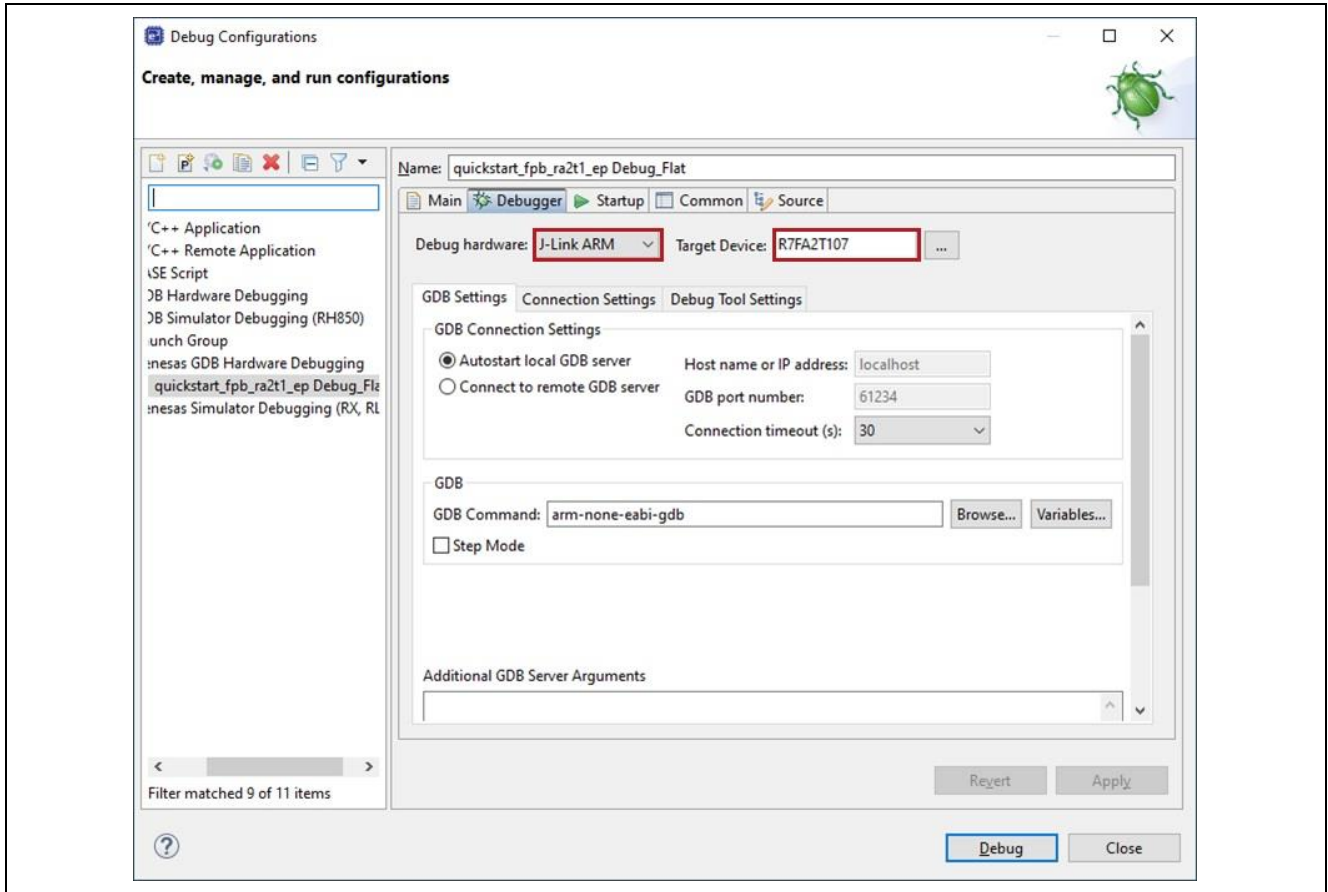 Debug Configurations
Create, manage, and run configurations
Name: quickstart_fpb_ra2t1_ep Debug_Flat
Main Debugger Startup Common Source
Debug hardware: J-Link ARM Target Device: R7FA2T107 ...
'C++ Application
'C++ Remote Application
ASE Script
DB Hardware Debugging
DB Simulator Debugging (RH850)
unch Group
enesas GDB Hardware Debugging
quickstart_fpb_ra2t1_ep Debug_Fla
enesas Simulator Debugging (RX, RL
Filter matched 9 of 11 items
GDB Settings Connection Settings Debug Tool Settings
GDB Connection Settings
Autostart local GDB server
Connect to remote GDB server
Host name or IP address: localhost
GDB port number: 61234
Connection timeout (s): 30
GDB
GDB Command: arm-none-eabi-gdb Browse... Variables...
Step Mode
Additional GDB Server Arguments
Revert Apply
? Debug Close